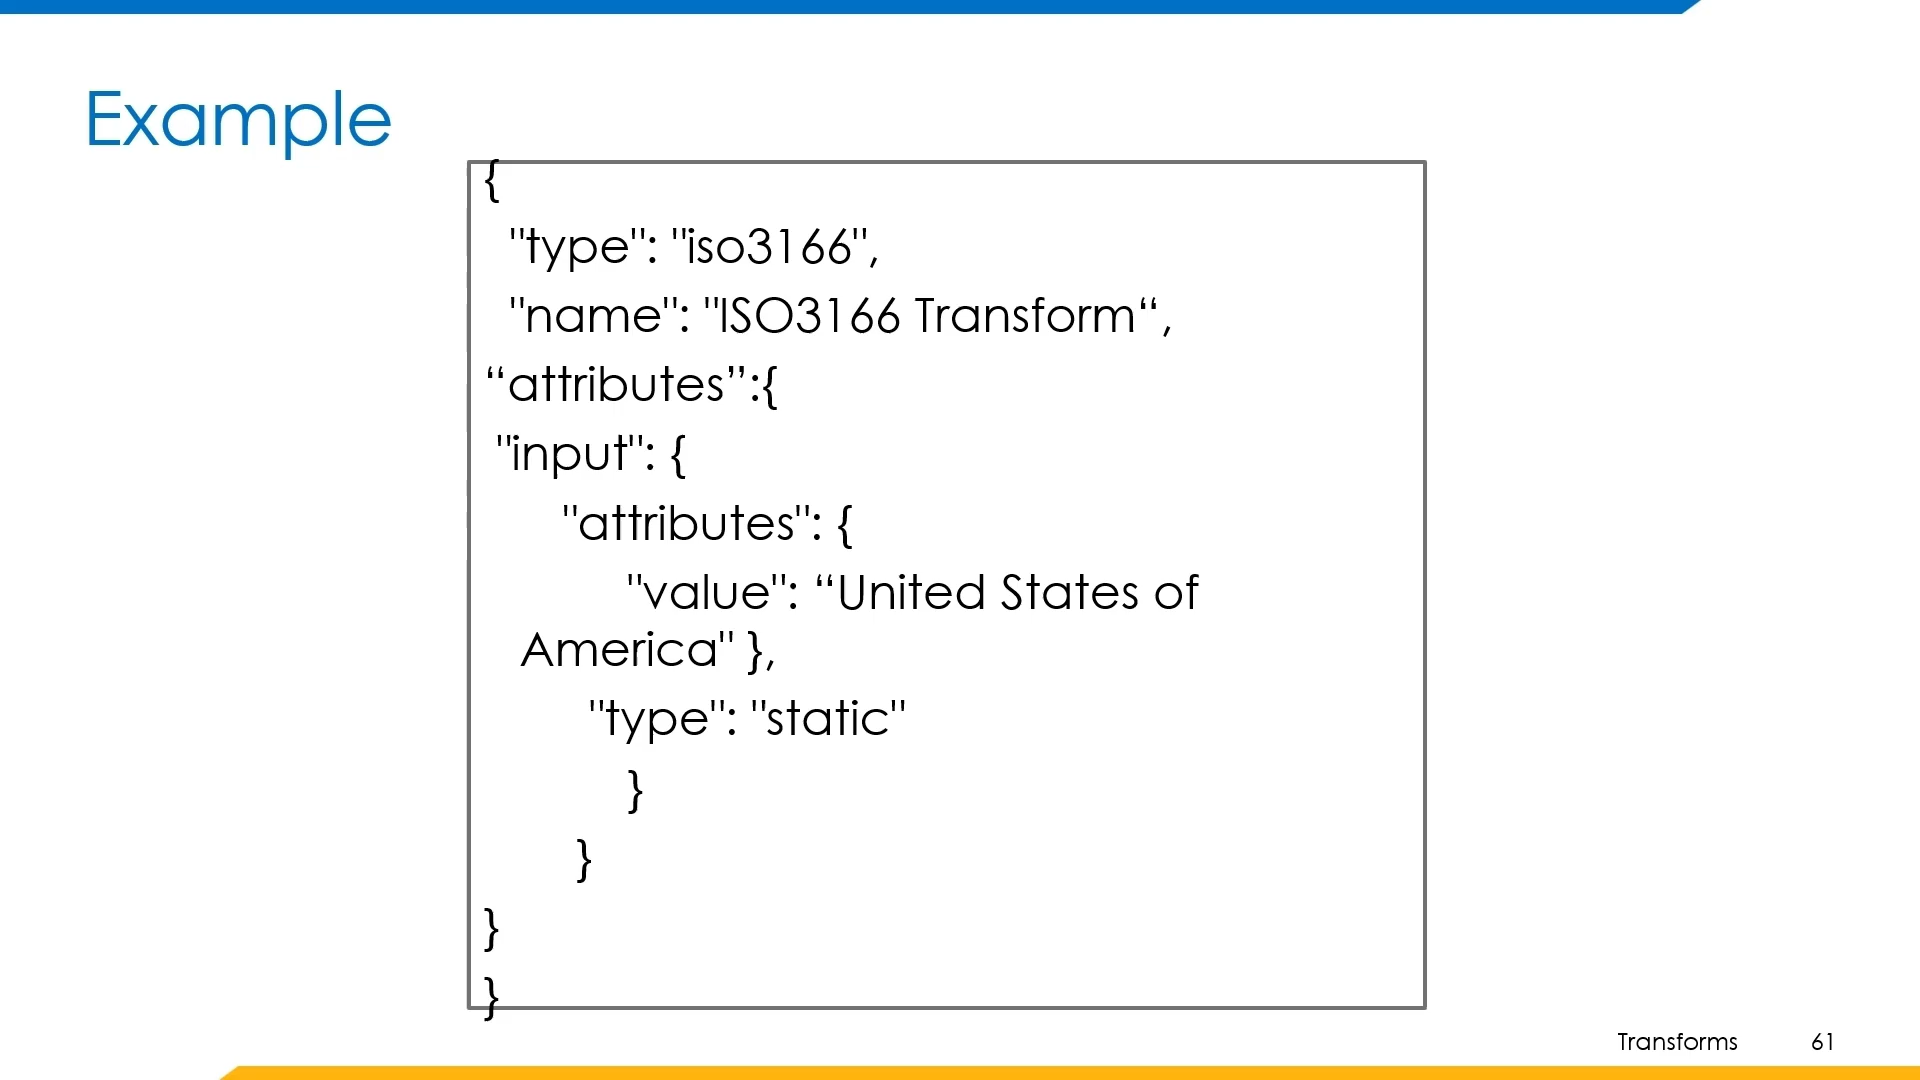 Example
{
"type": "iso3166",
"name": "ISO3166 Transform“,
“attributes”:{
"input": {
"attributes": {
"value": “United States of
America" },
"type": "static"
}
}
}
}
Transforms 61